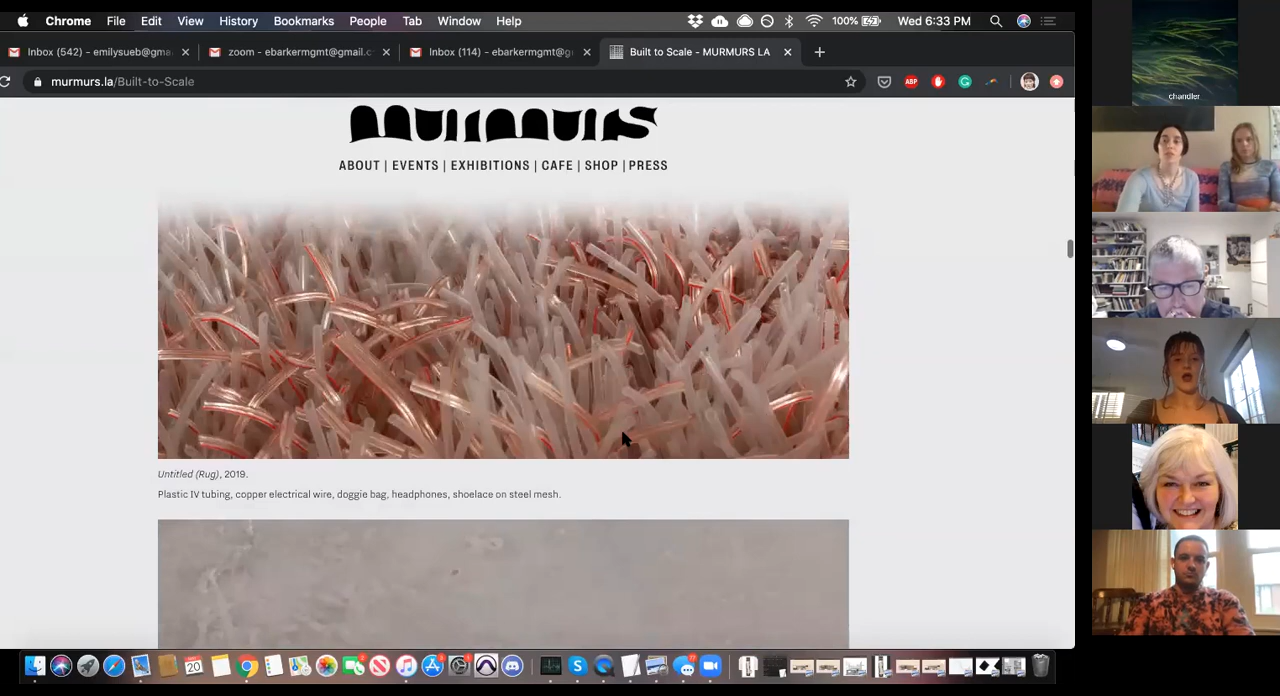 Chrome File Edit View History Bookmarks People Tab Window Help 100% Wed 6:33 PM
Inbox (542) - emilysueb@gma
zoom - ebarkermgmt@gmail.c
Inbox (114) - ebarkermgmt@g
Built to Scale - MURMURS LA
murmurs.la/Built-to-Scale
ABP
murmurs
ABOUT | EVENTS | EXHIBITIONS | CAFE | SHOP | PRESS
Untitled (Rug), 2019.
Plastic IV tubing, copper electrical wire, doggie bag, headphones, shoelace on steel mesh.
chandler
20